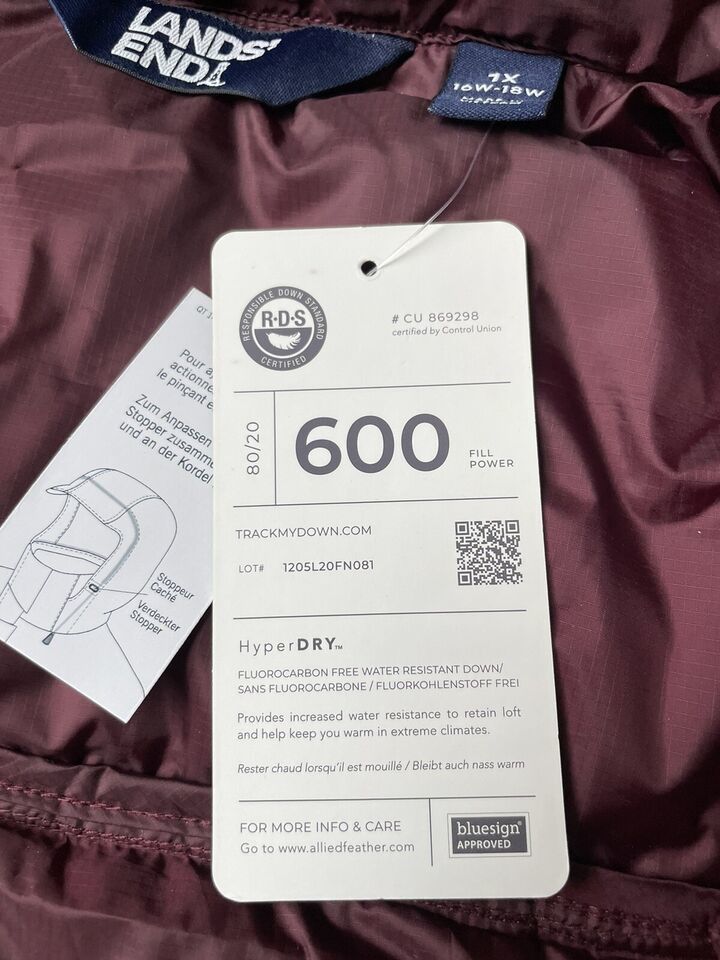 LANDS'
END
1X
16W-18W
RESPONSIBLE DOWN STANDARD
R·D·S
CERTIFIED
# CU 869298
certified by Control Union
80/20
600
FILL
POWER
TRACKMYDOWN.COM
LOT# 1205L20FN081
HyperDRY™
FLUOROCARBON FREE WATER RESISTANT DOWN/
SANS FLUOROCARBONE / FLUORKOHLENSTOFF FREI
Provides increased water resistance to retain loft
and help keep you warm in extreme climates.
Rester chaud lorsqu'il est mouillé / Bleibt auch nass warm
FOR MORE INFO & CARE
Go to www.alliedfeather.com
bluesign®
APPROVED
QT
Pour
actionne
le pinçant
Zum Anpassen
Stopper zusamme
und an der Kordel
Stoppeur
Caché
Verdeckter
Stopper